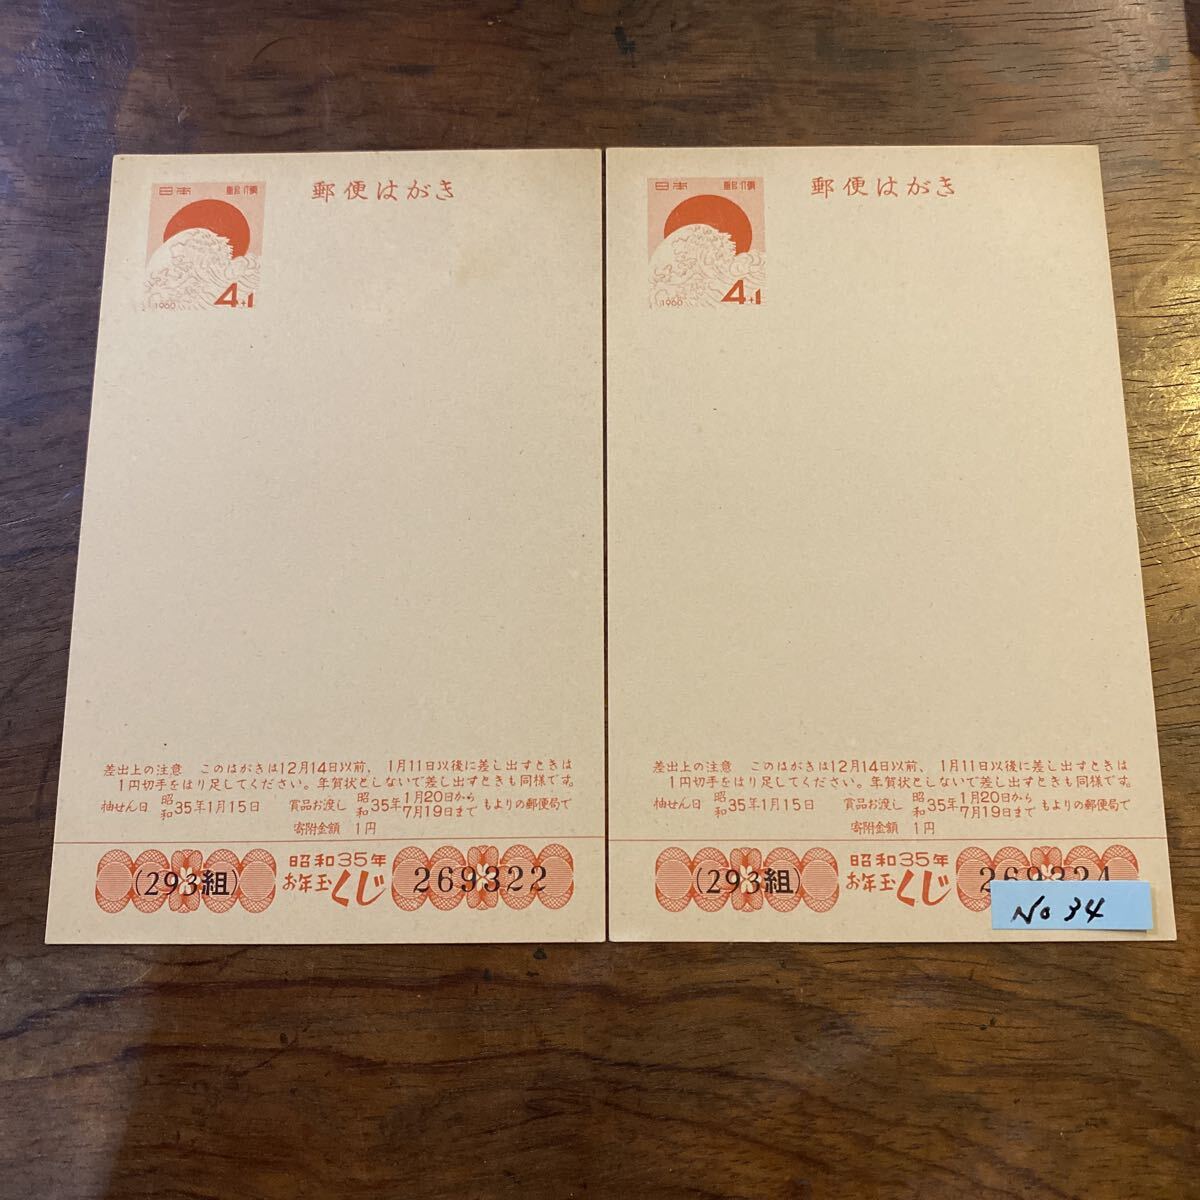 日本 郵便
郵便はがき
1960 4+1
差出上の注意 このはがきは12月14日以前，1月11日以後に差し出すときは
1円切手をはり足してください。年賀状としないで差し出すときも同様です。
抽せん日 昭和35年1月15日 賞品お渡し 昭和35年1月20日から7月19日まで もよりの郵便局で
寄附金額 1円
(293組) 昭和35年 お年玉くじ 269322
日本 郵便
郵便はがき
1960 4+1
差出上の注意 このはがきは12月14日以前，1月11日以後に差し出すときは
1円切手をはり足してください。年賀状としないで差し出すときも同様です。
抽せん日 昭和35年1月15日 賞品お渡し 昭和35年1月20日から7月19日まで もよりの郵便局で
寄附金額 1円
(293組) 昭和35年 お年玉くじ 269324
No 34